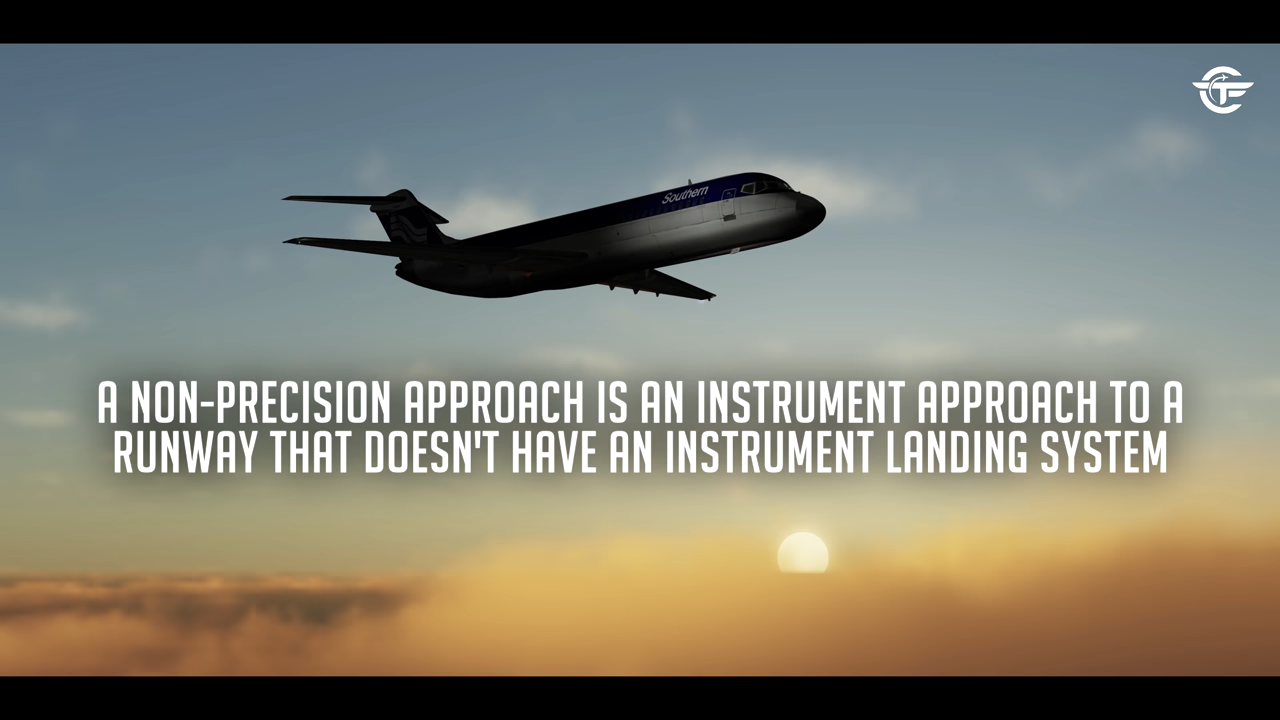 Southern
A NON-PRECISION APPROACH IS AN INSTRUMENT APPROACH TO A
RUNWAY THAT DOESN'T HAVE AN INSTRUMENT LANDING SYSTEM